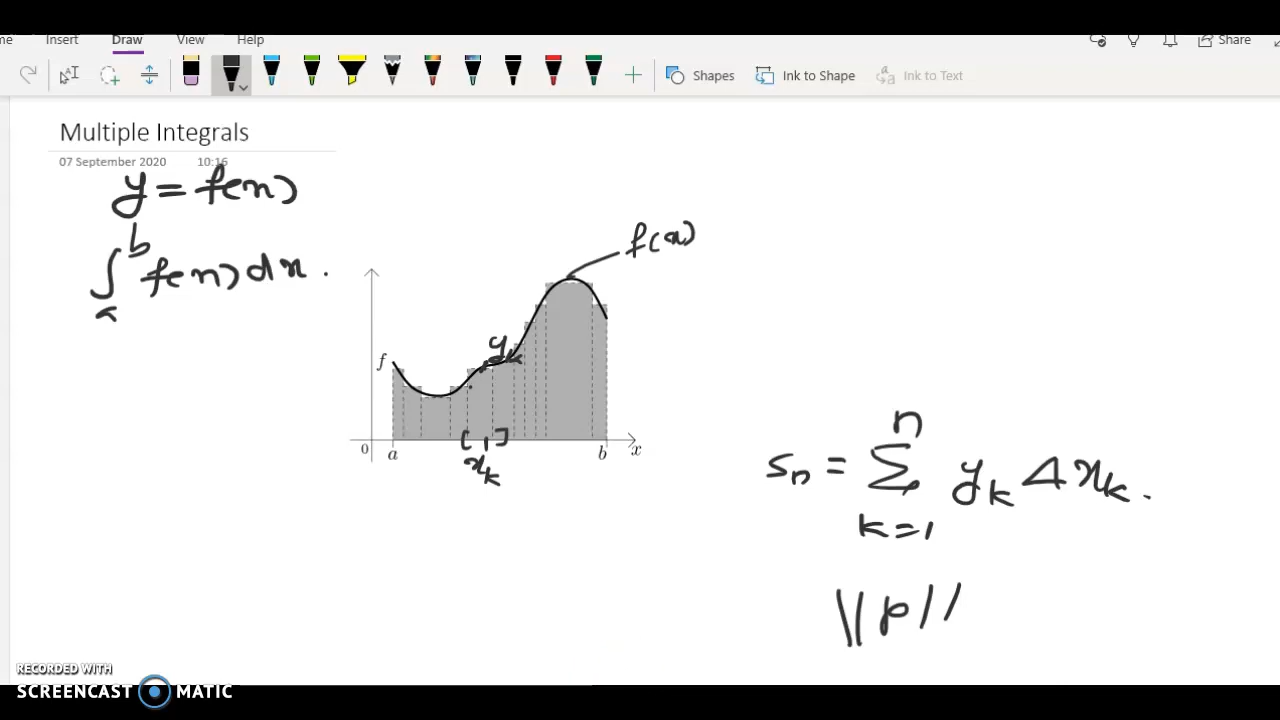 Insert Draw View Help Share
Shapes Ink to Shape Ink to Text
Multiple Integrals
07 September 2020 10:16
y = f(x)
∫ₐᵇ f(x) dx .
f(x)
f
yₖ
0 a [ ] b x
xₖ
Sₙ = ∑ₖ₌₁ⁿ yₖ Δxₖ .
||p||
RECORDED WITH
SCREENCAST MATIC